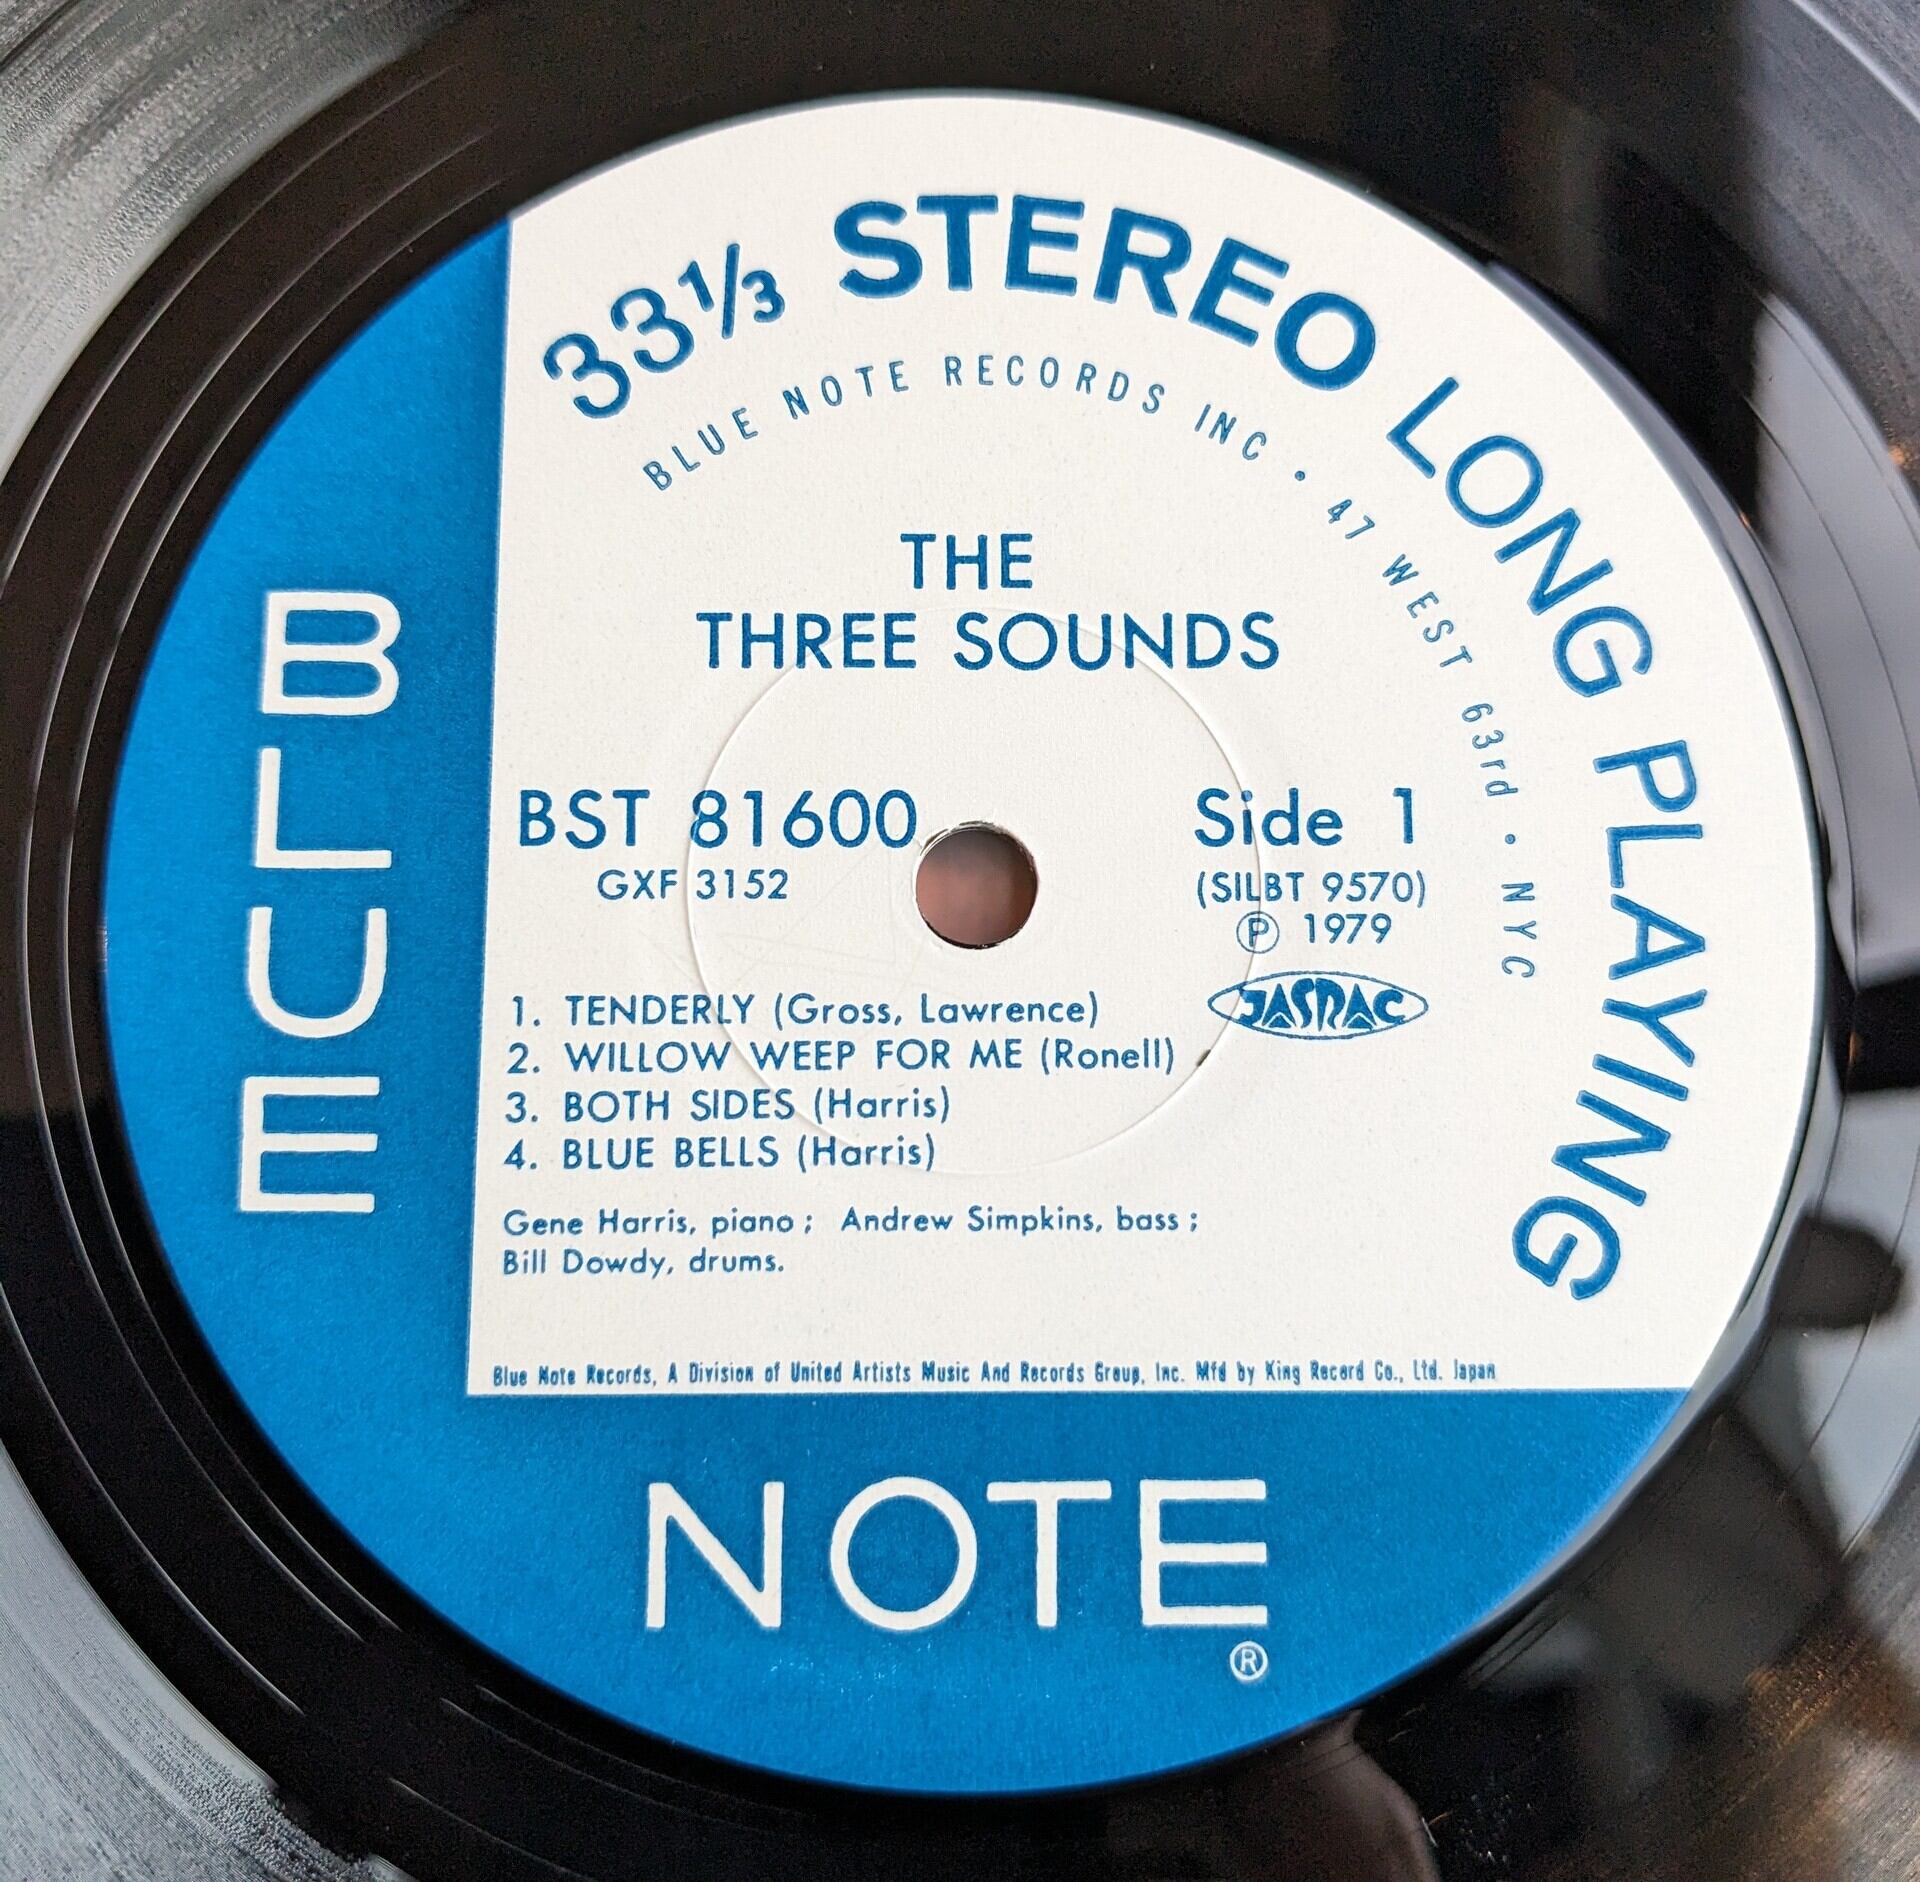 33⅓ STEREO LONG PLAYING
BLUE NOTE RECORDS INC • 47 WEST 63rd • NYC
THE
THREE SOUNDS
BST 81600
GXF 3152
Side 1
(SILBT 9570)
Ⓟ 1979
JASRAC
1. TENDERLY (Gross, Lawrence)
2. WILLOW WEEP FOR ME (Ronell)
3. BOTH SIDES (Harris)
4. BLUE BELLS (Harris)
Gene Harris, piano ; Andrew Simpkins, bass ;
Bill Dowdy, drums.
Blue Note Records, A Division of United Artists Music And Records Group, Inc. Mfd by King Record Co., Ltd. Japan
BLUE
NOTE
®